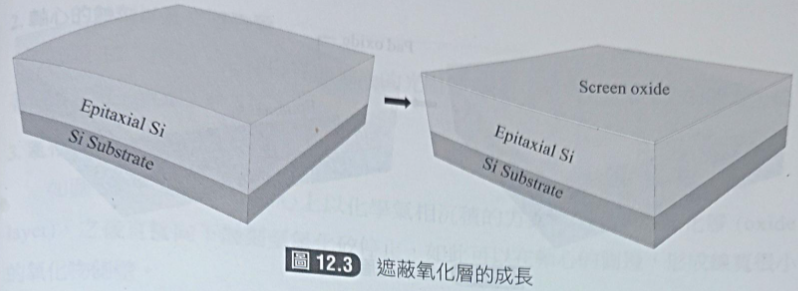 Epitaxial Si
Si Substrate
Screen oxide
Epitaxial Si
Si Substrate
圖 12.3 遮蔽氧化層的成長